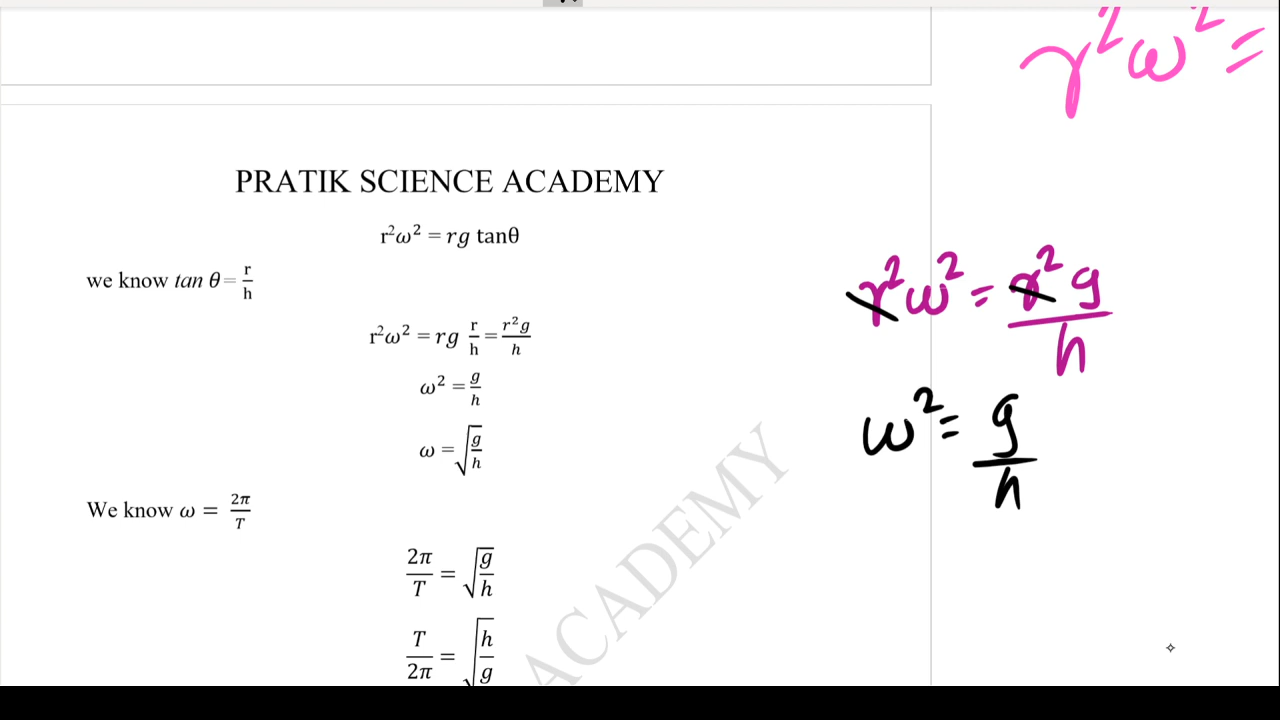 r²ω² =
PRATIK SCIENCE ACADEMY
r²ω² = rg tanθ
we know tan θ = r/h
r²ω² = rg r/h = r²g/h
ω² = g/h
ω = √(g/h)
We know ω = 2π/T
2π/T = √(g/h)
T/2π = √(h/g)
r²ω² = r²g/h
ω² = g/h
ACADEMY